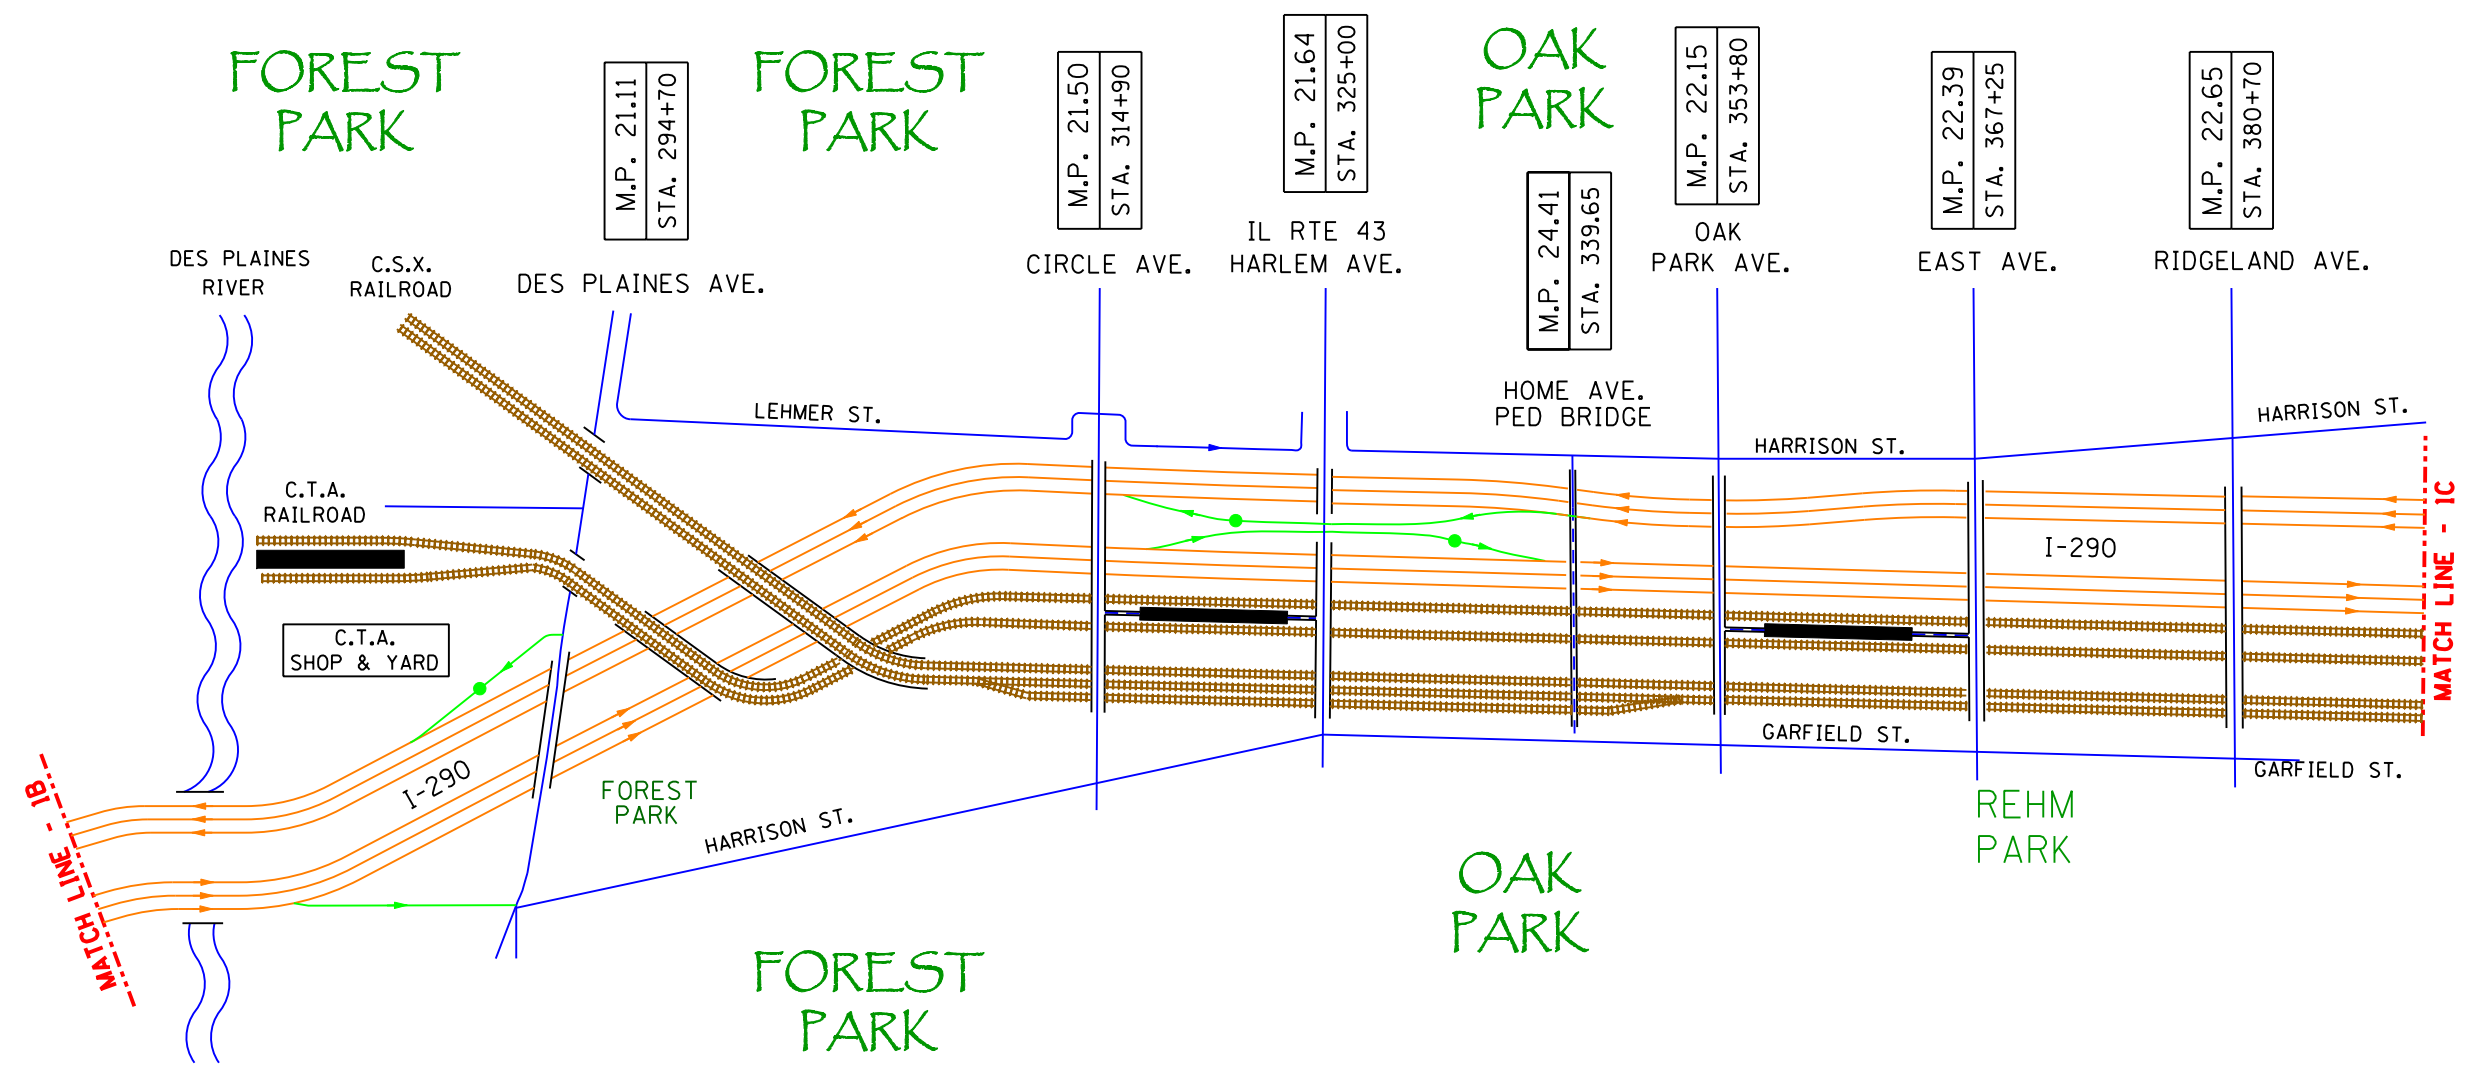 FOREST
PARK
FOREST
PARK
OAK
PARK
M.P. 21.11
STA. 294+70
M.P. 21.50
STA. 314+90
M.P. 21.64
STA. 325+00
M.P. 24.41
STA. 339.65
M.P. 22.15
STA. 353+80
M.P. 22.39
STA. 367+25
M.P. 22.65
STA. 380+70
DES PLAINES
RIVER
C.S.X.
RAILROAD
DES PLAINES AVE.
CIRCLE AVE.
IL RTE 43
HARLEM AVE.
HOME AVE.
PED BRIDGE
OAK
PARK AVE.
EAST AVE.
RIDGELAND AVE.
LEHMER ST.
HARRISON ST.
HARRISON ST.
C.T.A.
RAILROAD
I-290
MATCH LINE - 1C
C.T.A.
SHOP & YARD
GARFIELD ST.
GARFIELD ST.
I-290
FOREST
PARK
HARRISON ST.
MATCH LINE - 1B
REHM
PARK
OAK
PARK
FOREST
PARK